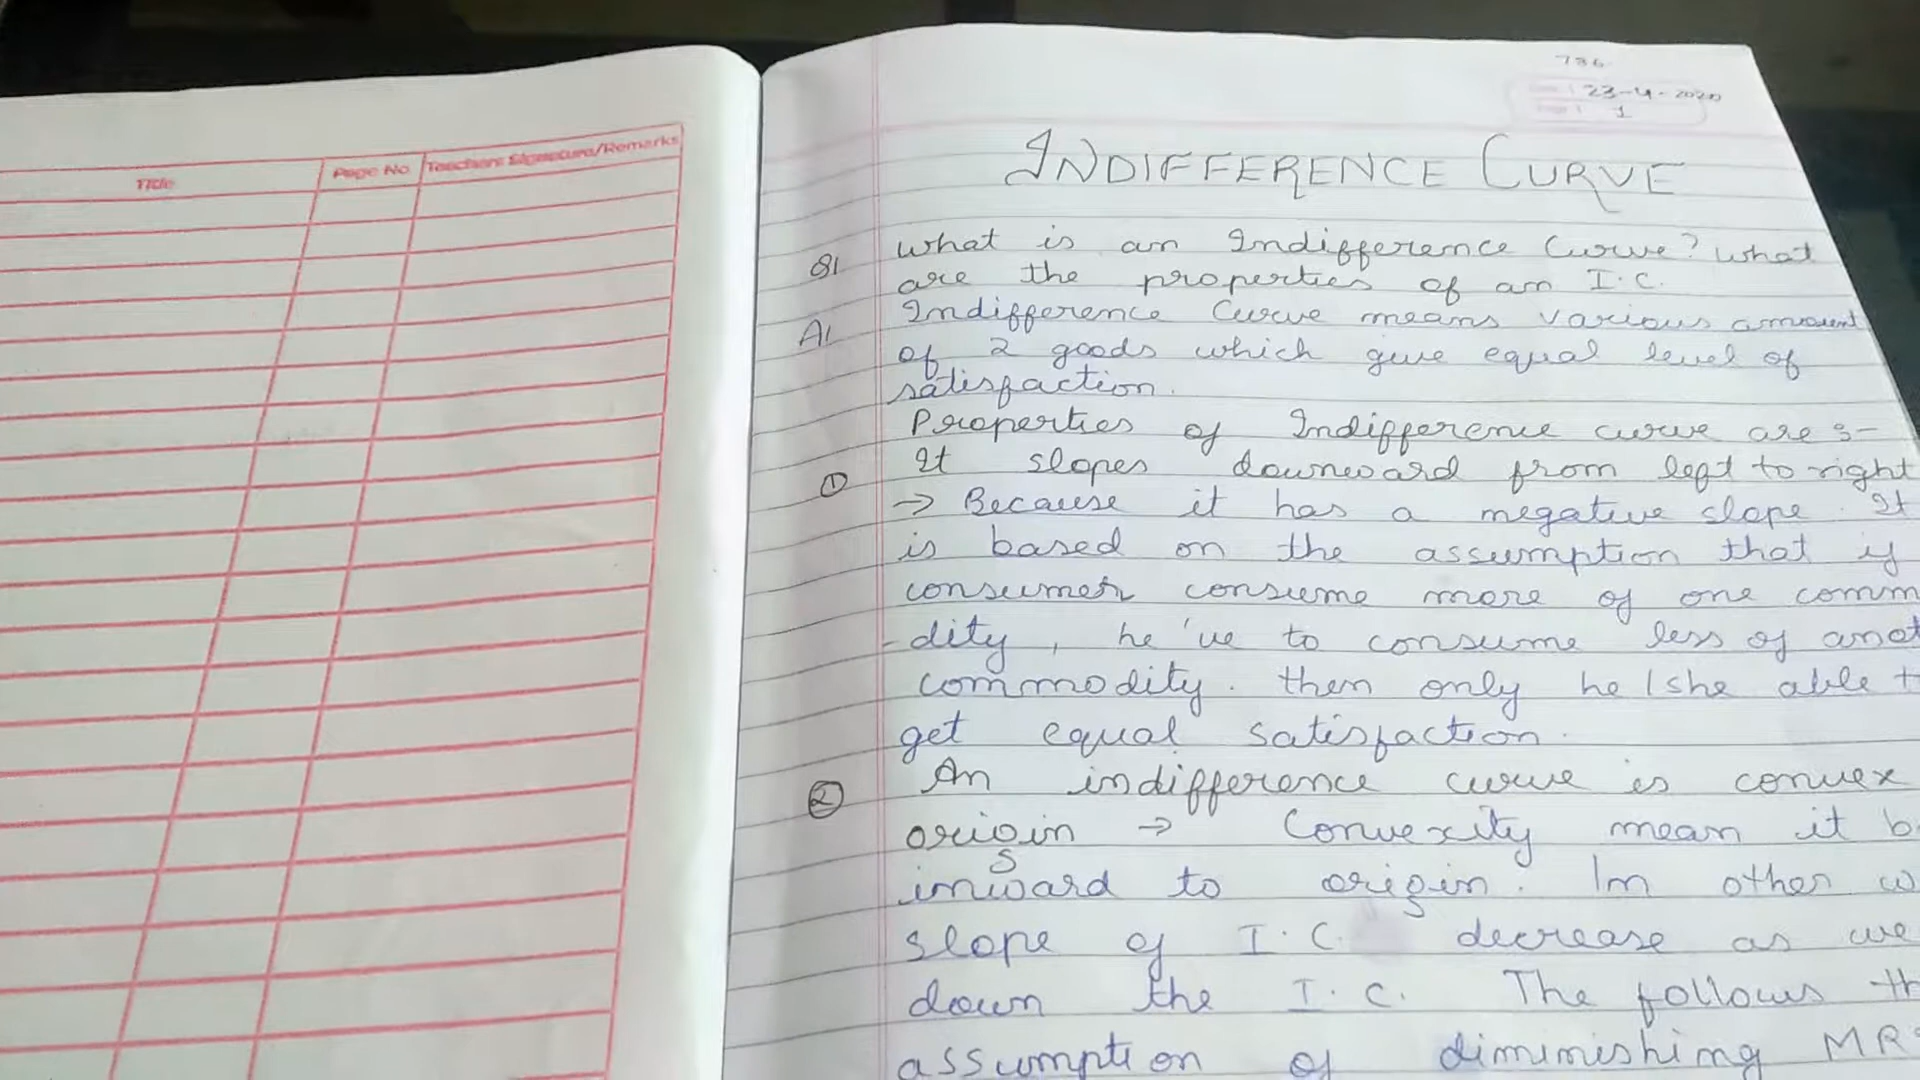 Title
Page No
Teachers Signature/Remarks
786
23-4-2020
1
INDIFFERENCE CURVE
Q1 What is an Indifference Curve? What
are the properties of an I.C.
A1 Indifference Curve means various amount
of 2 goods which give equal level of
satisfaction.
Properties of Indifference curve are :-
① It slopes downward from left to right
→ Because it has a negative slope. It
is based on the assumption that if
consumer consume more of one comm
-dity, he 've to consume less of anot
commodity. then only he/she able t
get equal satisfaction.
② An indifference curve is convex
origin → Convexity mean it b
inward to origin. In other w
slope of I.C. decrease as we
down the I.C. The follows th
assumption of diminishing MRS